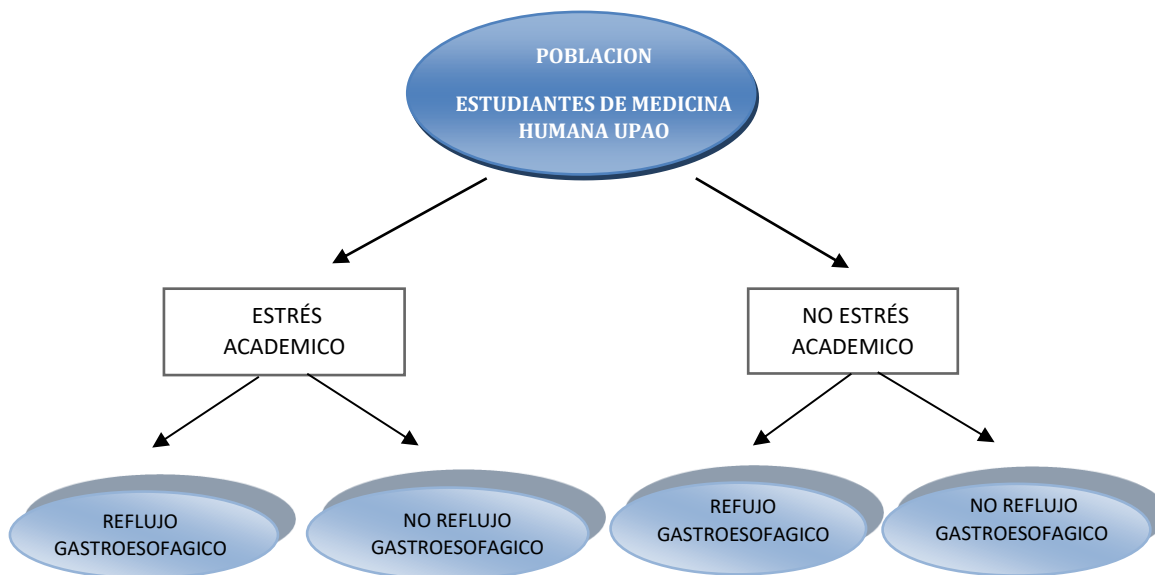 POBLACION
ESTUDIANTES DE MEDICINA
HUMANA UPAO
ESTRÉS
ACADEMICO
NO ESTRÉS
ACADEMICO
REFLUJO
GASTROESOFAGICO
NO REFLUJO
GASTROESOFAGICO
REFUJO
GASTROESOFAGICO
NO REFLUJO
GASTROESOFAGICO